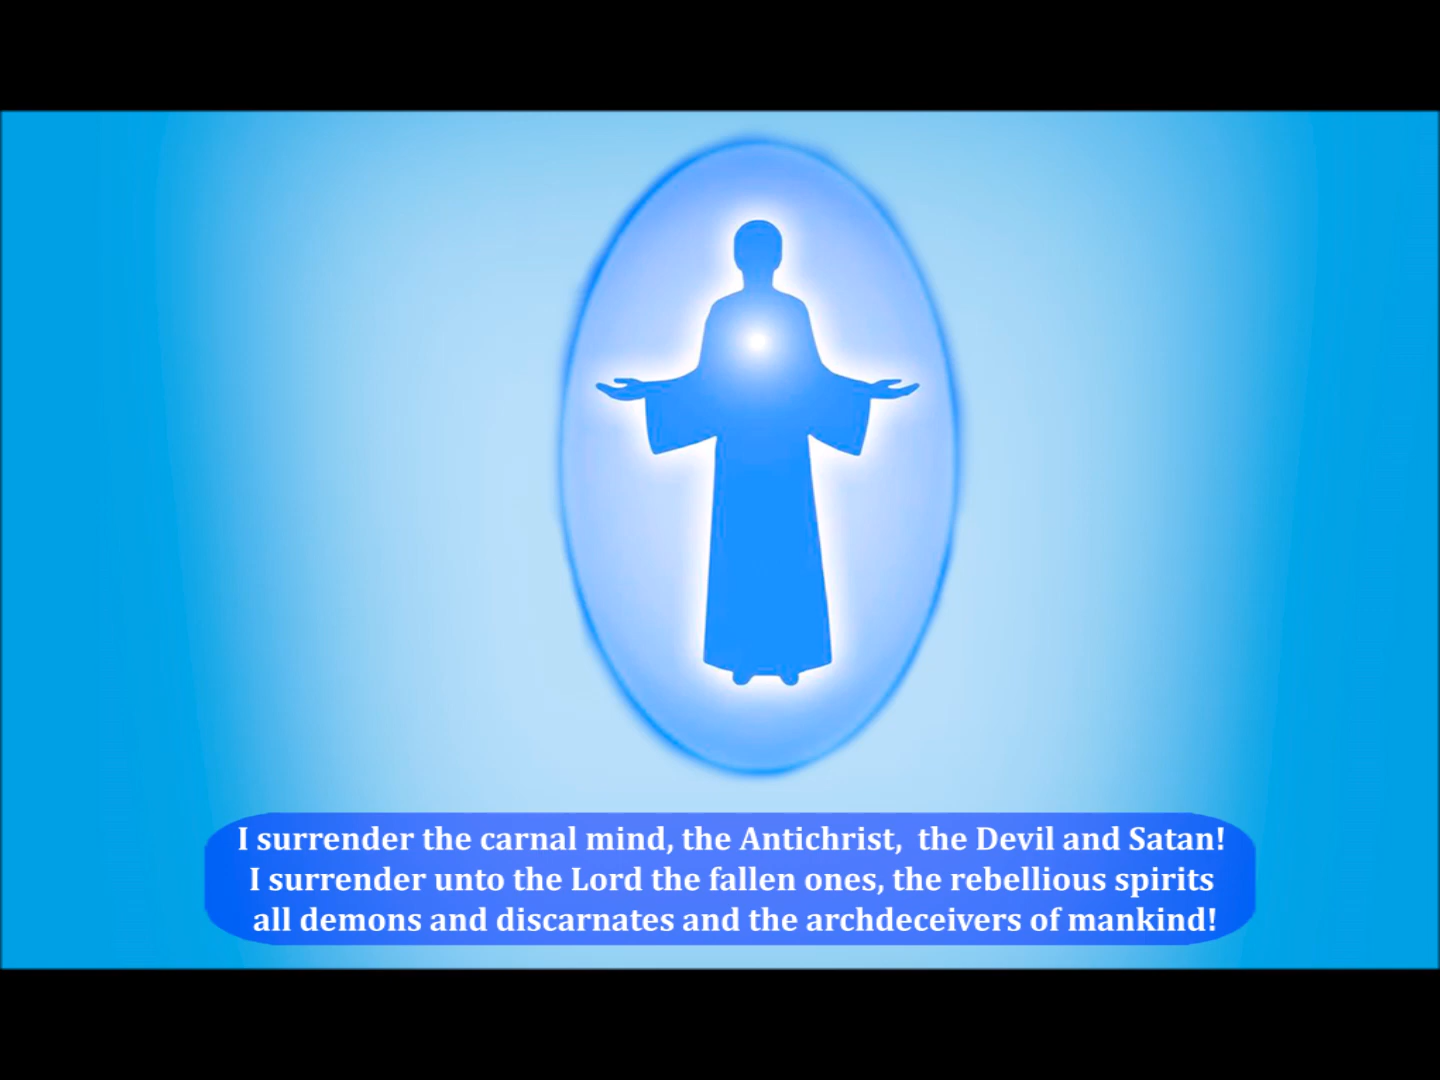 I surrender the carnal mind, the Antichrist,  the Devil and Satan!
I surrender unto the Lord the fallen ones, the rebellious spirits
all demons and discarnates and the archdeceivers of mankind!